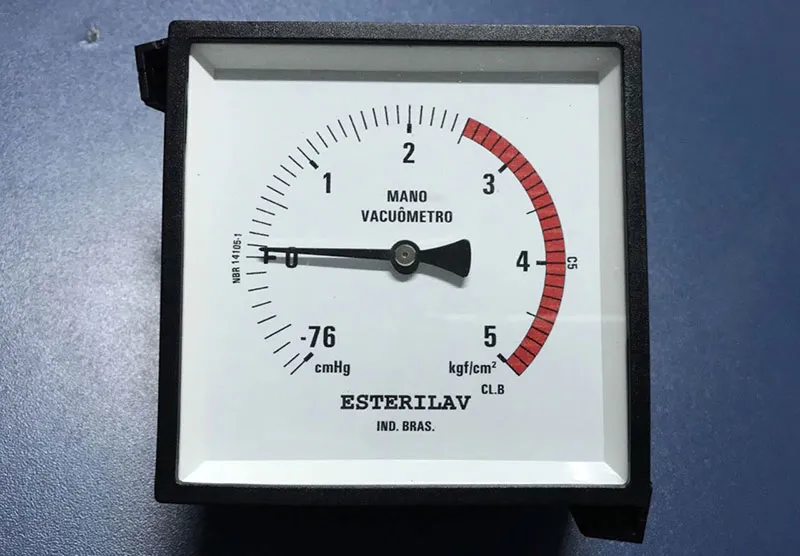 2
1
3
MANO
VACUÔMETRO
NBR 14105-1
0
4
C5
-76
5
cmHg
kgf/cm²
CL.B
ESTERILAV
IND. BRAS.